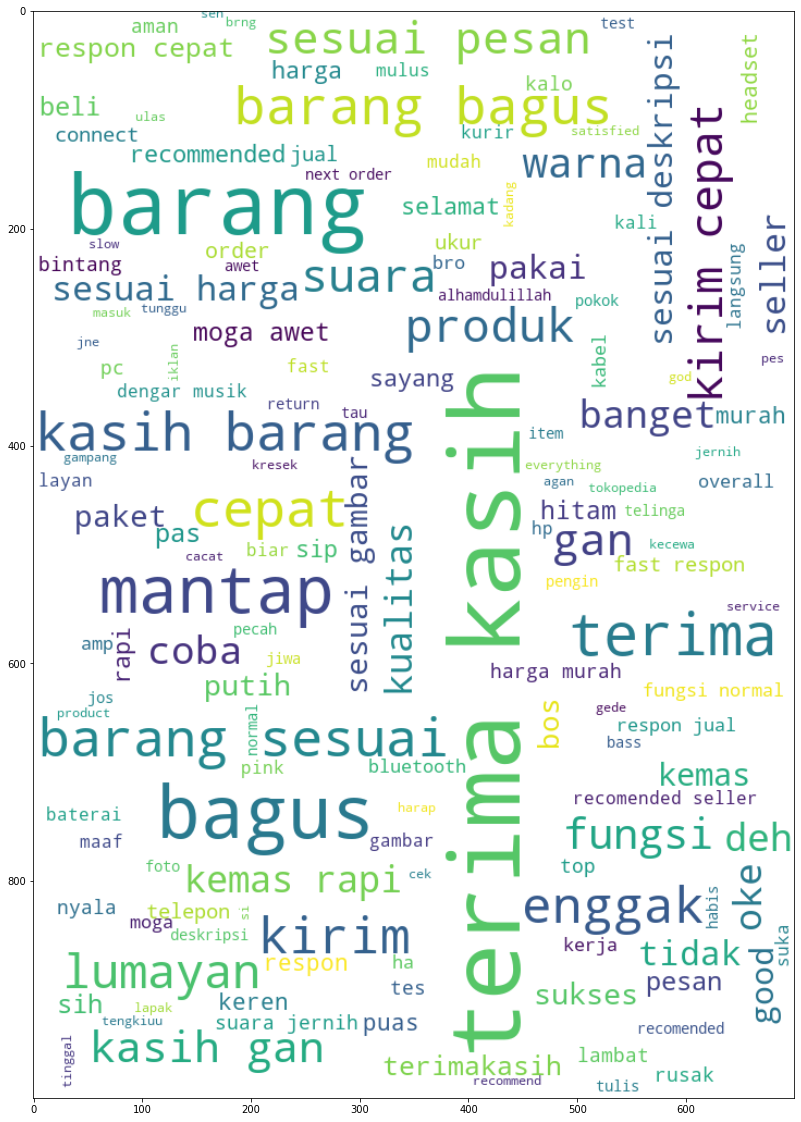 sen
brng
aman
respon cepat
sesuai pesan
test
harga
mulus
kalo
headset
beli
ulas
barang bagus
sesuai deskripsi
kirim cepat
connect
kurir
satisfied
recommended
jual
mudah
warna
next order
kadang
barang
selamat
kali
seller
slow
order
ukur
langsung
bintang
awet
bro
pakai
sesuai harga
suara
alhamdulillah
pokok
masuk
tunggu
moga awet
produk
jne
iklan
kabel
pes
pc
fast
sayang
god
dengar musik
return
tau
terima kasih
banget
murah
kasih barang
item
gampang
kresek
everything
jernih
layan
agan
tokopedia
overall
paket
cepat
sesuai gambar
kualitas
hp
hitam
telinga
pas
biar
sip
gan
kecewa
cacat
fast respon
mantap
pengin
service
pecah
terima
amp
rapi
coba
jiwa
harga murah
putih
fungsi normal
jos
product
normal
bos
gede
respon jual
barang sesuai
bass
pink
bluetooth
kemas
baterai
bagus
harap
recomended seller
maaf
gambar
fungsi
deh
foto
cek
top
kemas rapi
good oke
nyala
telepon
si
enggak
habis
moga
deskripsi
kirim
suka
kerja
tidak
lumayan
respon
ha
pesan
tes
sih
lapak
keren
sukses
tengkiuu
suara jernih
puas
recomended
tinggal
kasih gan
terimakasih
lambat
recommend
rusak
tulis
0
200
400
600
800
0
100
200
300
400
500
600